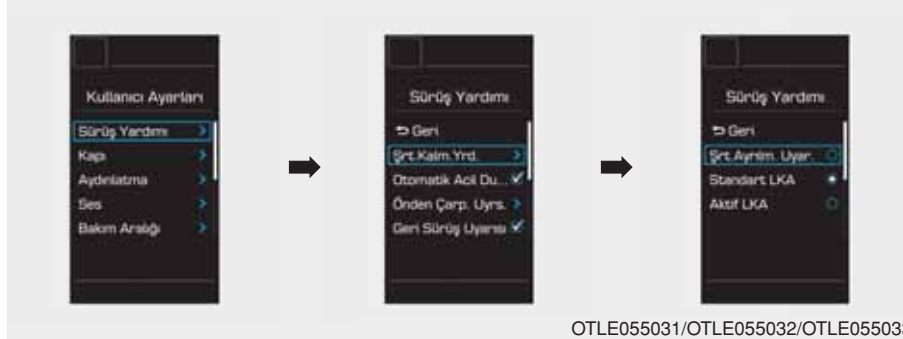 Kullanıcı Ayarları
Sürüş Yardımı
Kapı
Aydınlatma
Ses
Bakım Aralığı
Sürüş Yardımı
Geri
Şrt.Kalm.Yrd.
Otomatik Acil Du...
Önden Çarp. Uyrs.
Geri Sürüş Uyarısı
Sürüş Yardımı
Geri
Şrt.Ayrılm. Uyar.
Standart LKA
Aktif LKA
OTLE055031/OTLE055032/OTLE055033